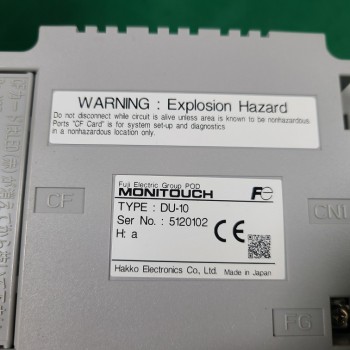 WARNING : Explosion Hazard
Do not disconnect while circuit is alive unless area is known to be nonhazardous
Ports "CF Card" is for system set-up and diagnostics
in a nonhazardous location only.
CF
CN1
Fuji Electric Group POD
MONITOUCH
Fe
TYPE : DU-10
Ser No. : 5120102
H: a
CE
Hakko Electronics Co., Ltd. Made in Japan
FG